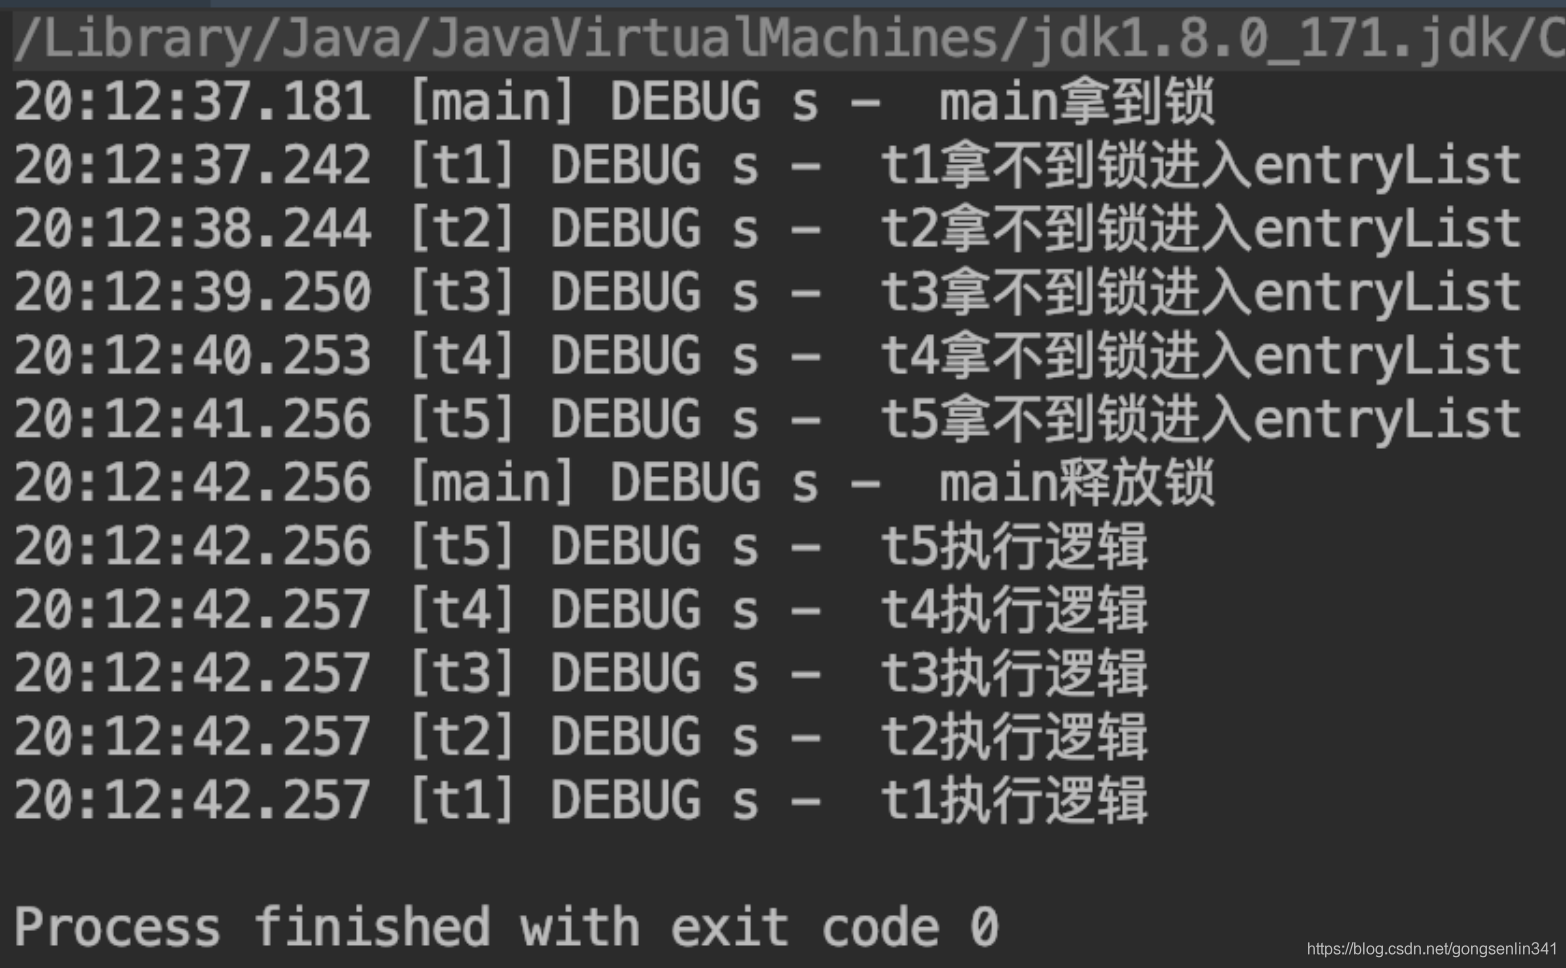 /Library/Java/JavaVirtualMachines/jdk1.8.0_171.jdk/C
20:12:37.181 [main] DEBUG s -  main拿到锁
20:12:37.242 [t1] DEBUG s -  t1拿不到锁进入entryList
20:12:38.244 [t2] DEBUG s -  t2拿不到锁进入entryList
20:12:39.250 [t3] DEBUG s -  t3拿不到锁进入entryList
20:12:40.253 [t4] DEBUG s -  t4拿不到锁进入entryList
20:12:41.256 [t5] DEBUG s -  t5拿不到锁进入entryList
20:12:42.256 [main] DEBUG s -  main释放锁
20:12:42.256 [t5] DEBUG s -  t5执行逻辑
20:12:42.257 [t4] DEBUG s -  t4执行逻辑
20:12:42.257 [t3] DEBUG s -  t3执行逻辑
20:12:42.257 [t2] DEBUG s -  t2执行逻辑
20:12:42.257 [t1] DEBUG s -  t1执行逻辑
Process finished with exit code 0
https://blog.csdn.net/gongsenlin341